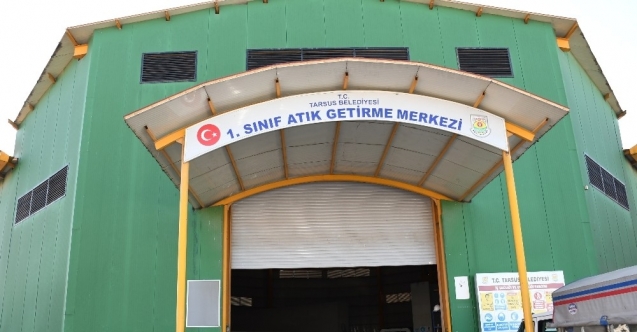 T.C.
TARSUS BELEDİYESİ
1. SINIF ATIK GETİRME MERKEZİ
T.C. TARSUS BELEDİYESİ